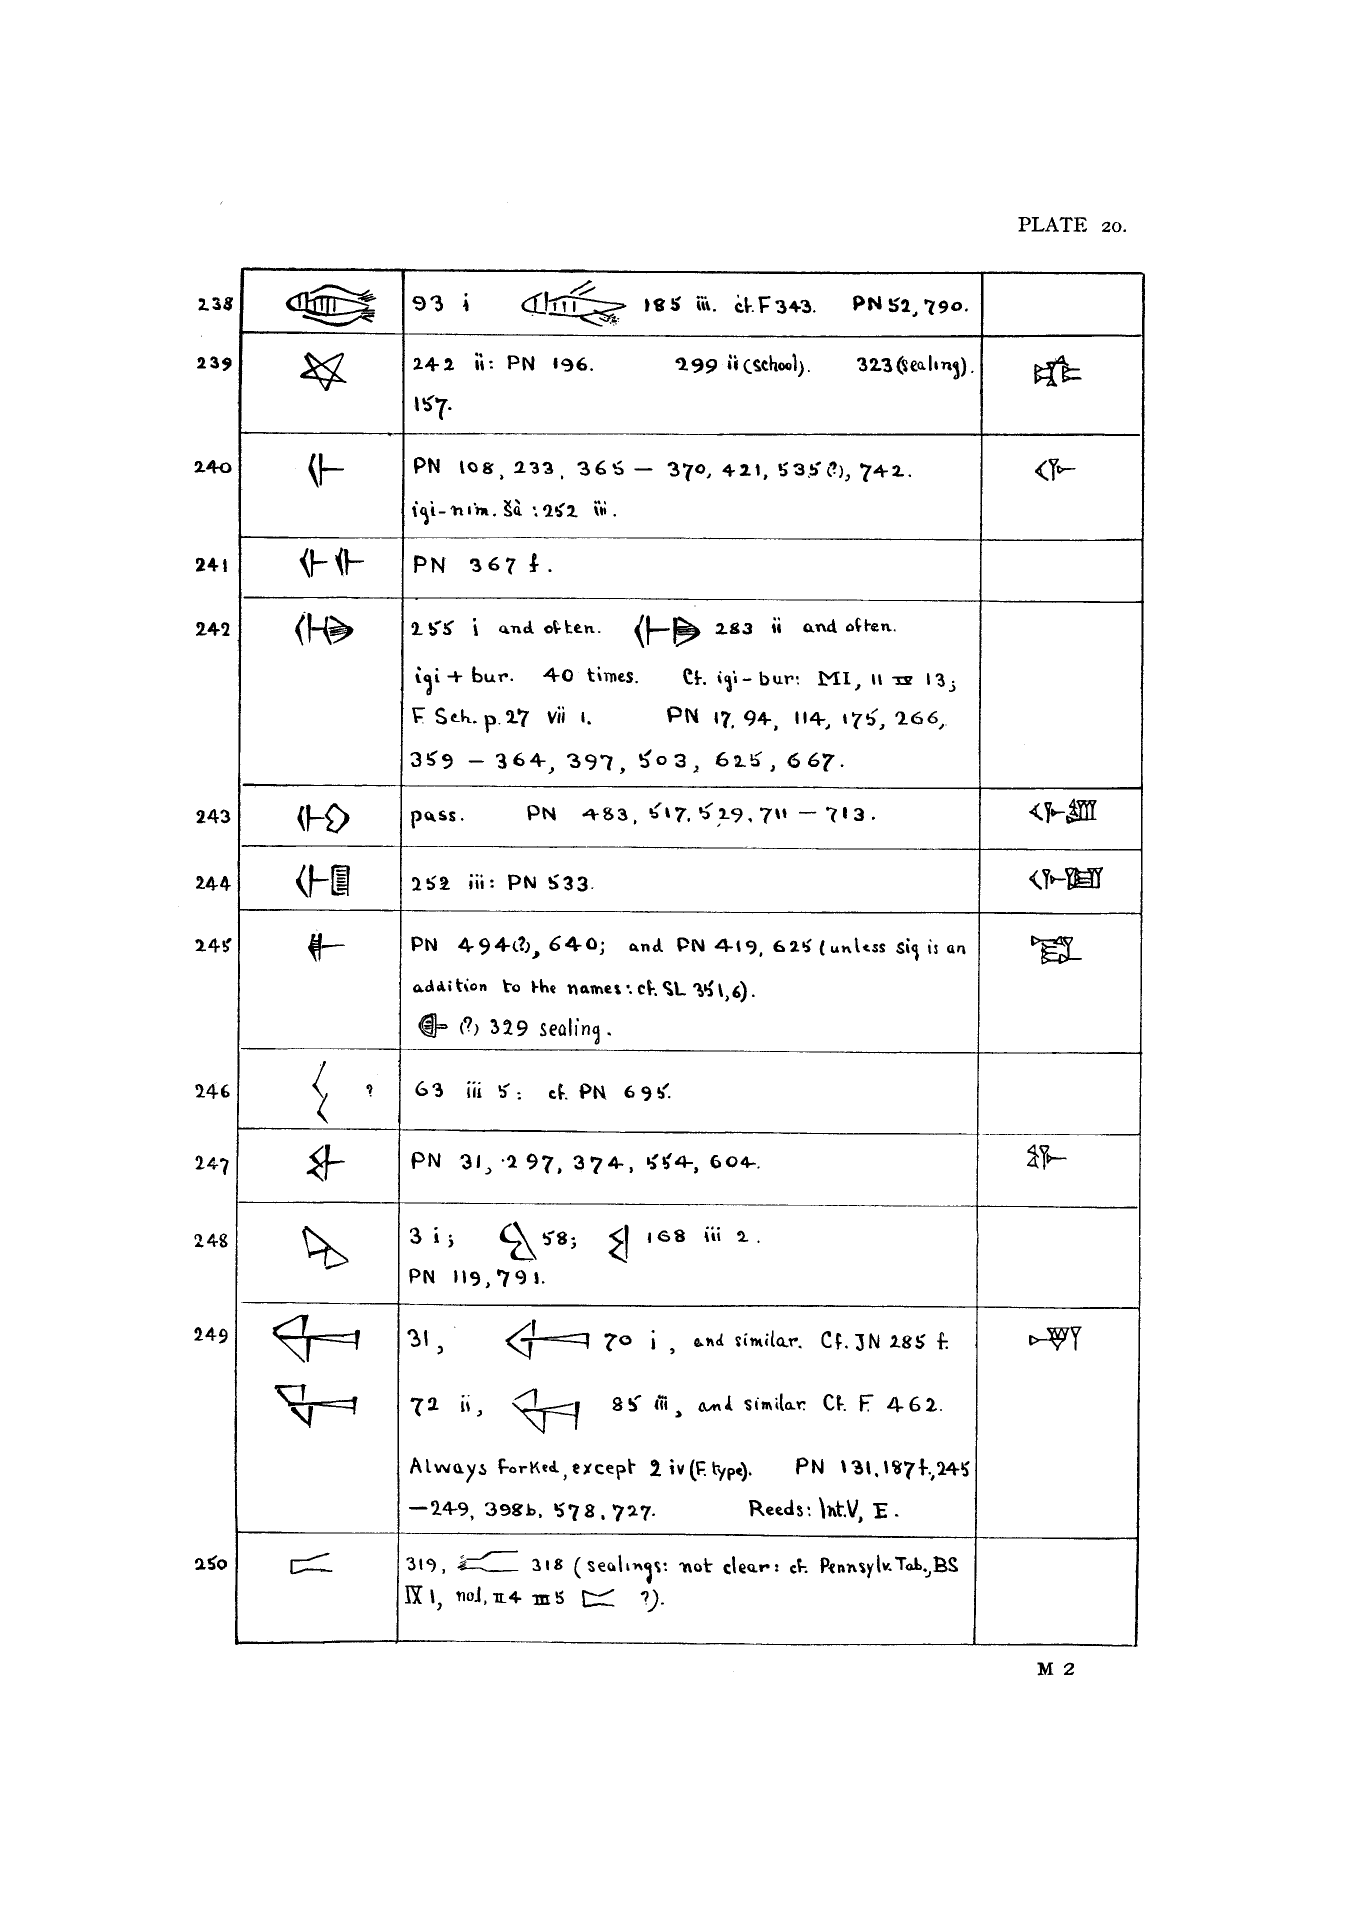 PLATE 20.
238 93 i 185 iii. cf. F 343. PN 52, 790.
239 242 ii: PN 196. 299 ii (school). 323 (sealing).
157.
240 PN 108, 233, 365 — 370, 421, 535 (?), 742.
igi-nim. šà : 252 iii.
241 PN 367 f.
242 255 i and often. 283 ii and often.
igi + bur. 40 times. Cf. igi-bur: MI, 11 IV 13;
F. Sch. p. 27 vii 1. PN 17, 94, 114, 175, 266,
359 — 364, 397, 503, 625, 667.
243 pass. PN 483, 517, 529, 711 — 713.
244 252 iii: PN 533.
245 PN 494 (?), 640; and PN 419, 625 (unless sig is an
addition to the names: cf. SL 351, 6).
(?) 329 sealing.
246 ? 63 iii 5: cf. PN 695.
247 PN 31, 297, 374, 554, 604.
248 3 i; 58; 168 iii 2.
PN 119, 791.
249 31, 70 i, and similar. Cf. JN 285 f.
72 ii, 85 iii, and similar. Cf. F. 462.
Always forked, except 2 iv (F. type). PN 131, 187 f., 245
— 249, 398b, 578, 727. Reeds: Int. V, E.
250 319, 318 (sealings: not clear: cf. Pennsylv. Tab., BS
IX 1, no1, II 4 III 5 ?).
M 2